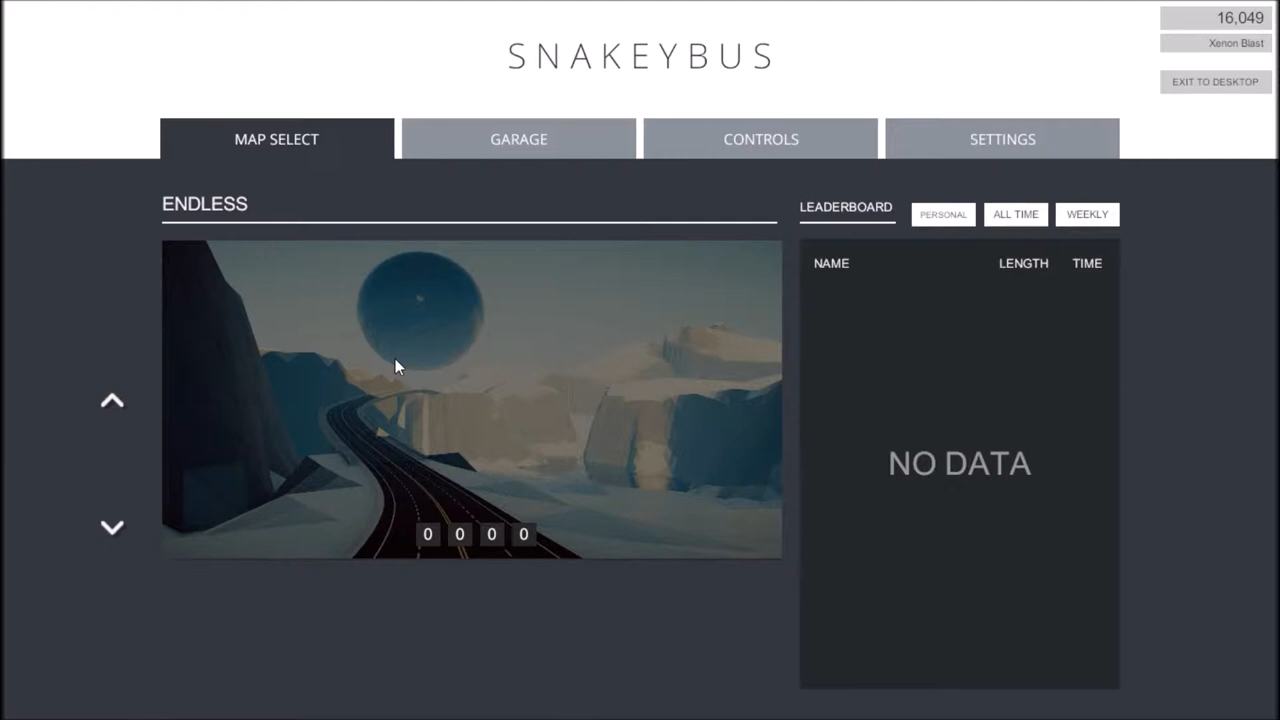 16,049
SNAKEYBUS
Xenon Blast
EXIT TO DESKTOP
MAP SELECT
GARAGE
CONTROLS
SETTINGS
ENDLESS
LEADERBOARD
PERSONAL
ALL TIME
WEEKLY
NAME LENGTH TIME
NO DATA
0 0 0 0